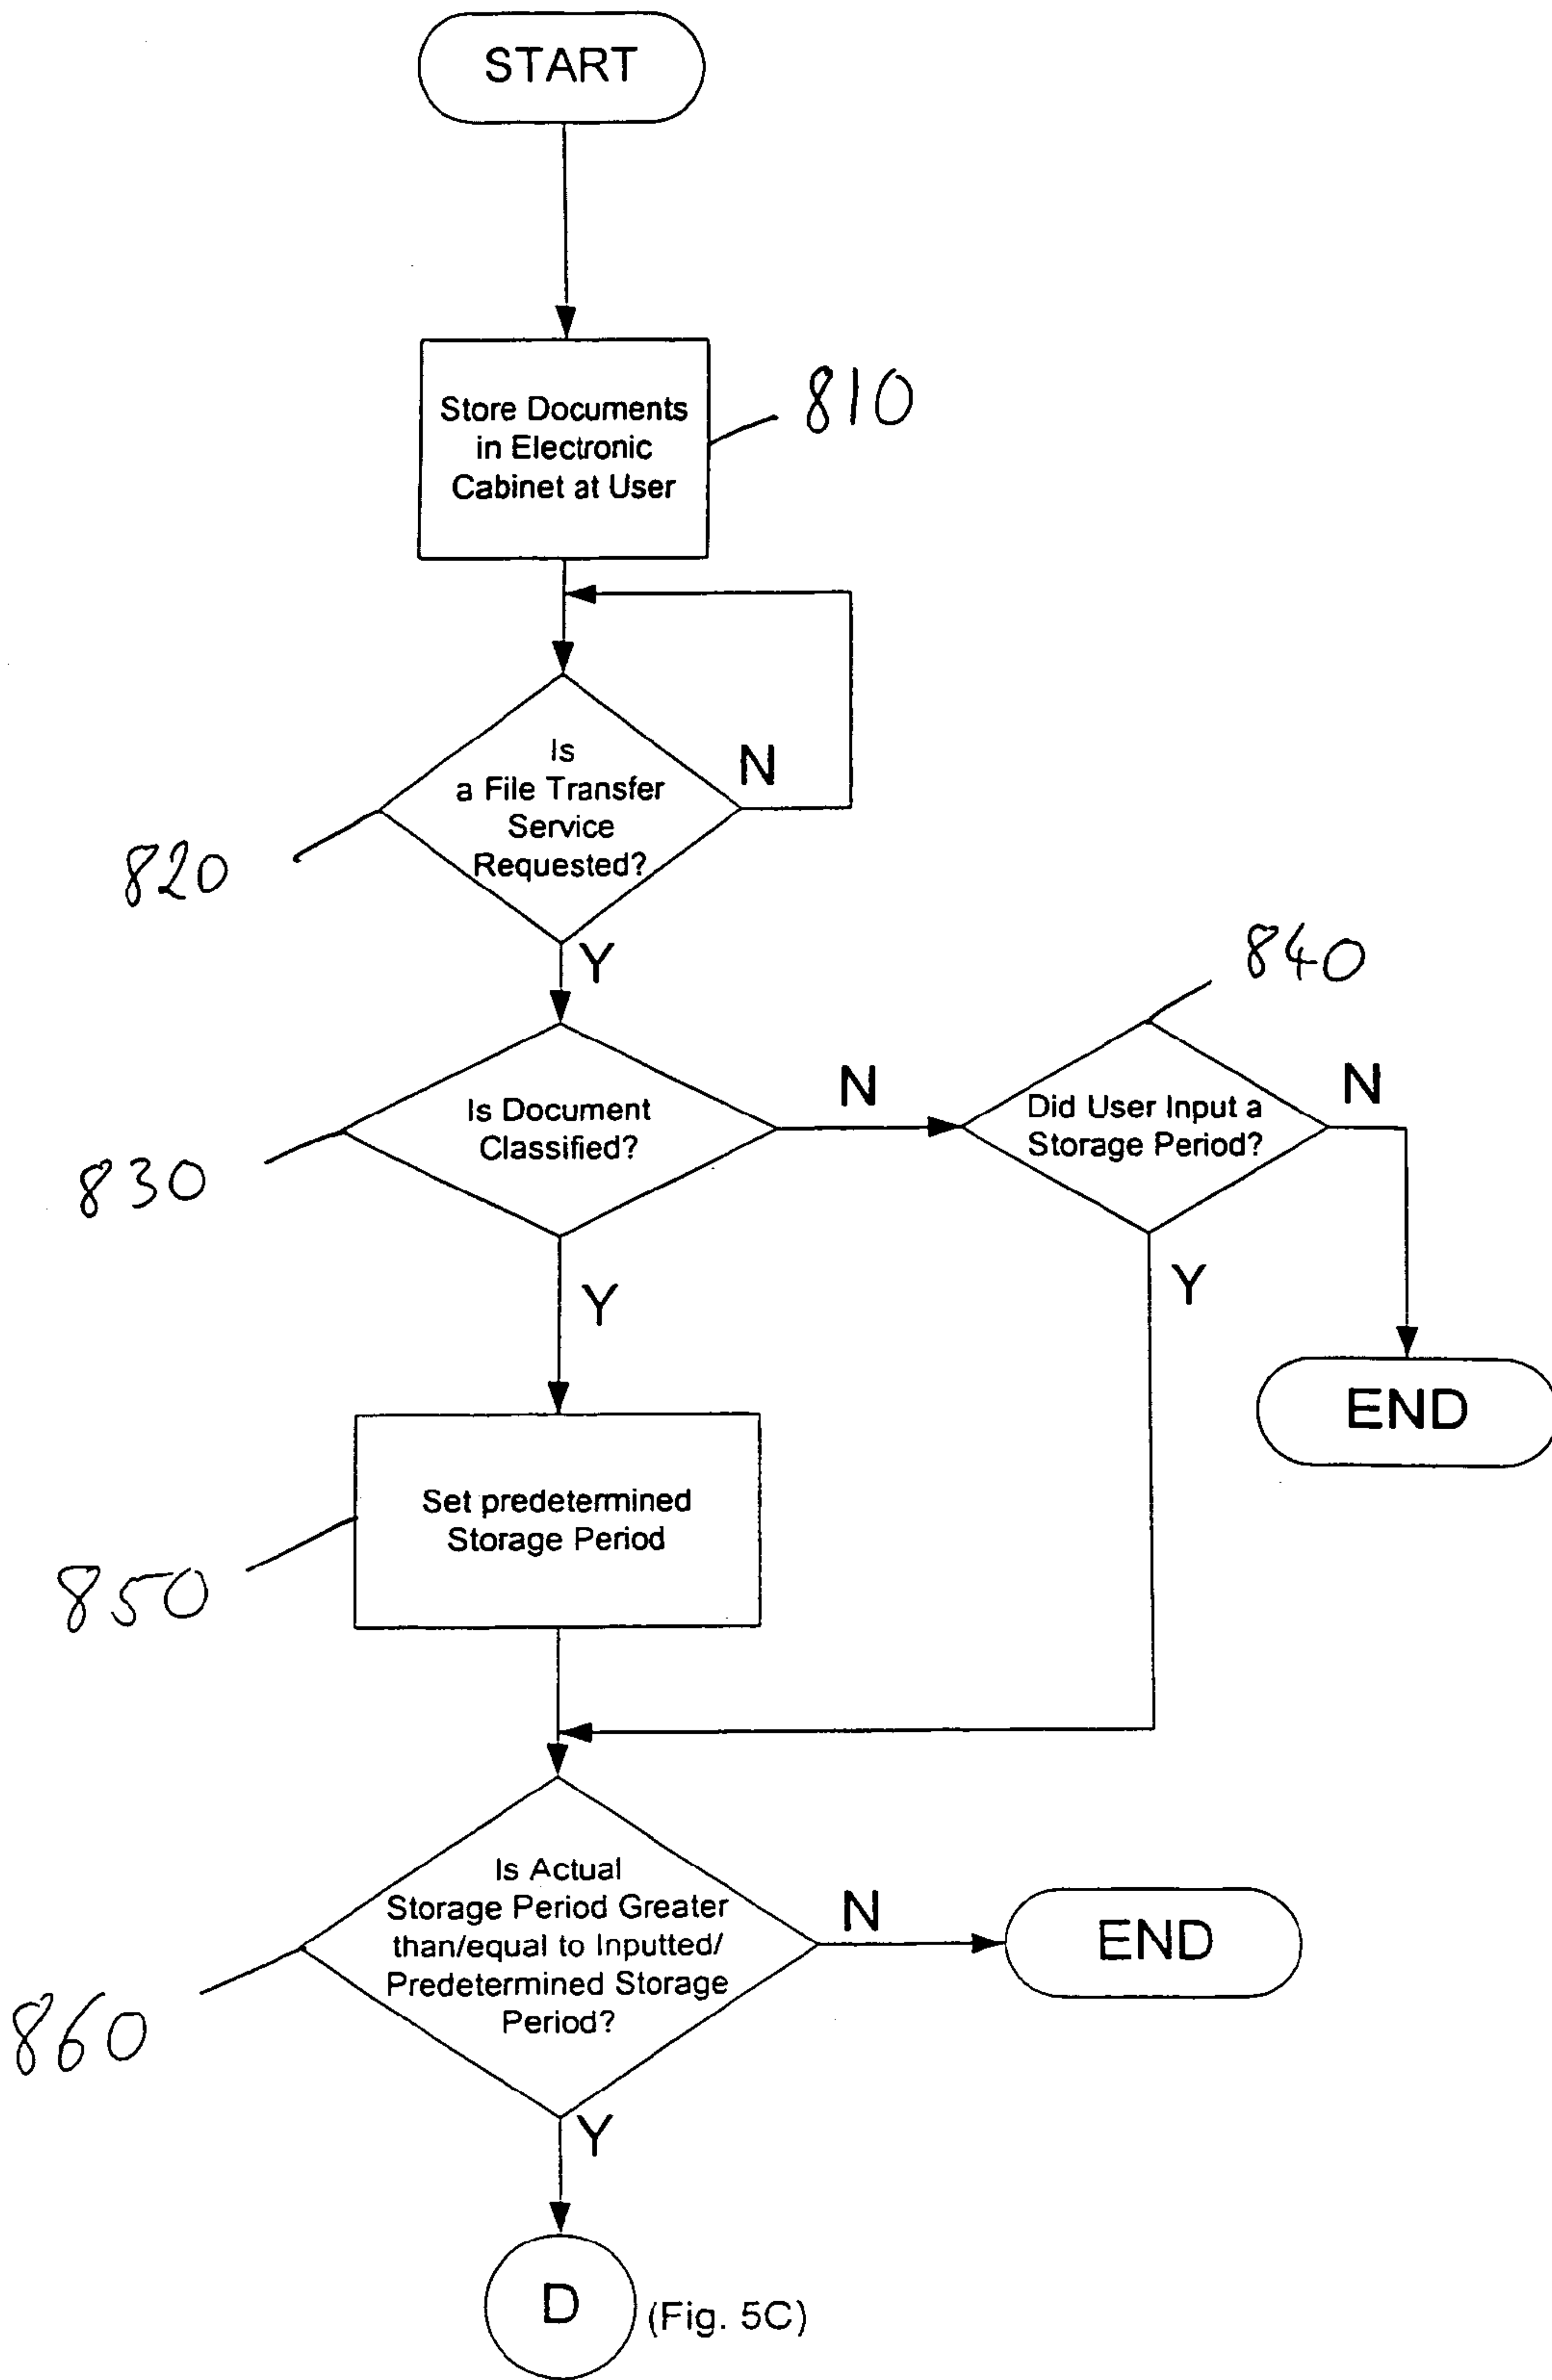 START
Store Documents
in Electronic
Cabinet at User
810
Is
a File Transfer
Service
Requested?
N
820
Y
840
Is Document
Classified?
N
Did User Input a
Storage Period?
N
830
Y
Y
END
Set predetermined
Storage Period
850
Is Actual
Storage Period Greater
than/equal to Inputted/
Predetermined Storage
Period?
N
END
860
Y
D
(Fig. 5C)